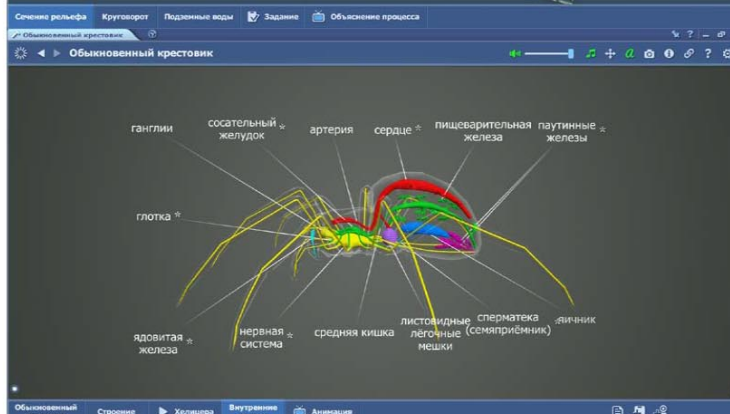 Сечение рельефа Круговорот Подземные воды Задание Объяснение процесса
Обыкновенный крестовик
Обыкновенный крестовик
ганглии
сосательный
желудок
артерия
сердце
пищеварительная
железа
паутинные
железы
глотка
ядовитая
железа
нервная
система
средняя кишка
листовидные
лёгочные
мешки
сперматека
(семяприёмник)
яичник
Обыкновенный Строение Хелицера Внутренние Анимация